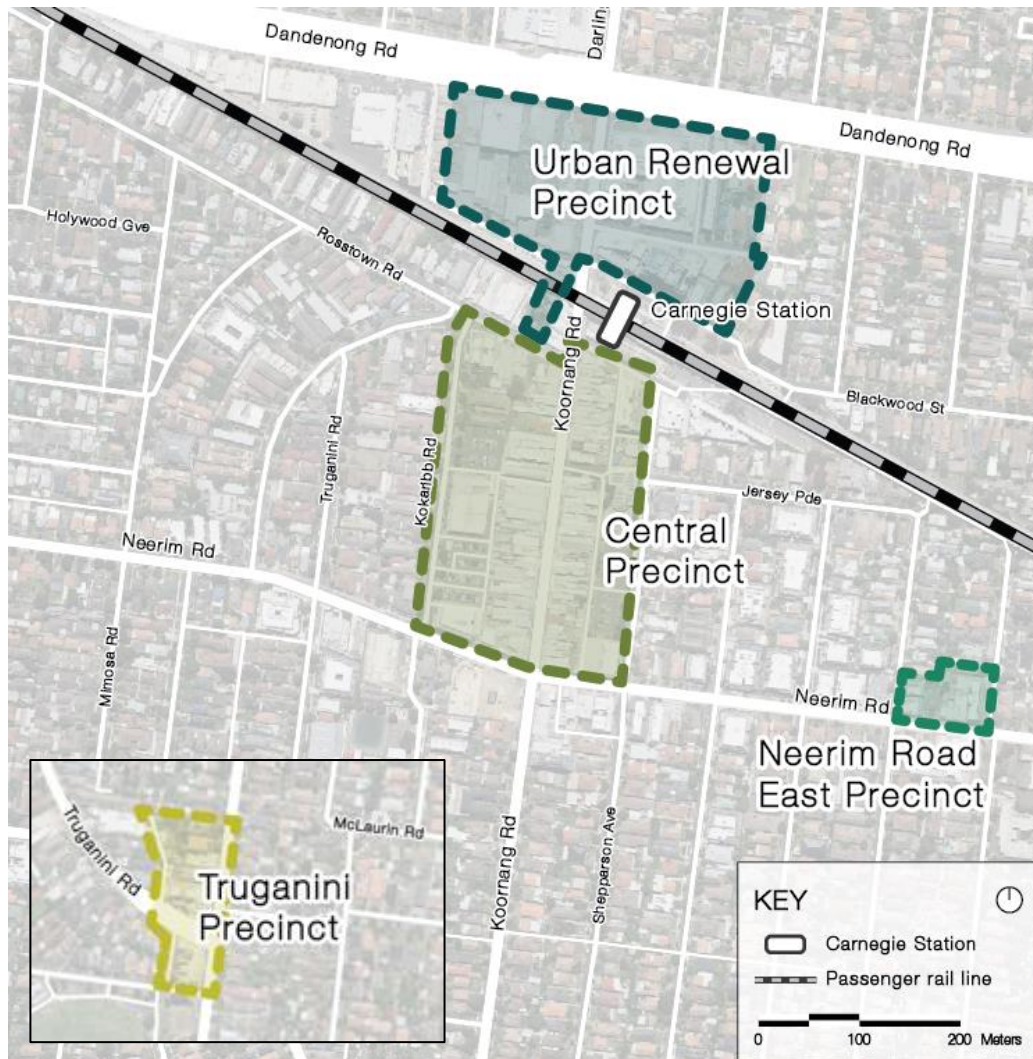 Dandenong Rd
Darlin
Dandenong Rd
Urban Renewal
Precinct
Holywood Gve
Rosstown Rd
Carnegie Station
Koornang Rd
Blackwood St
Truganini Rd
Kokaribb Rd
Jersey Pde
Neerim Rd
Central
Precinct
Mimosa Rd
Neerim Rd
Neerim Road
East Precinct
Truganini Rd
McLaurin Rd
Truganini
Precinct
Koornang Rd
Shepparson Ave
KEY
Carnegie Station
Passenger rail line
0 100 200 Meters